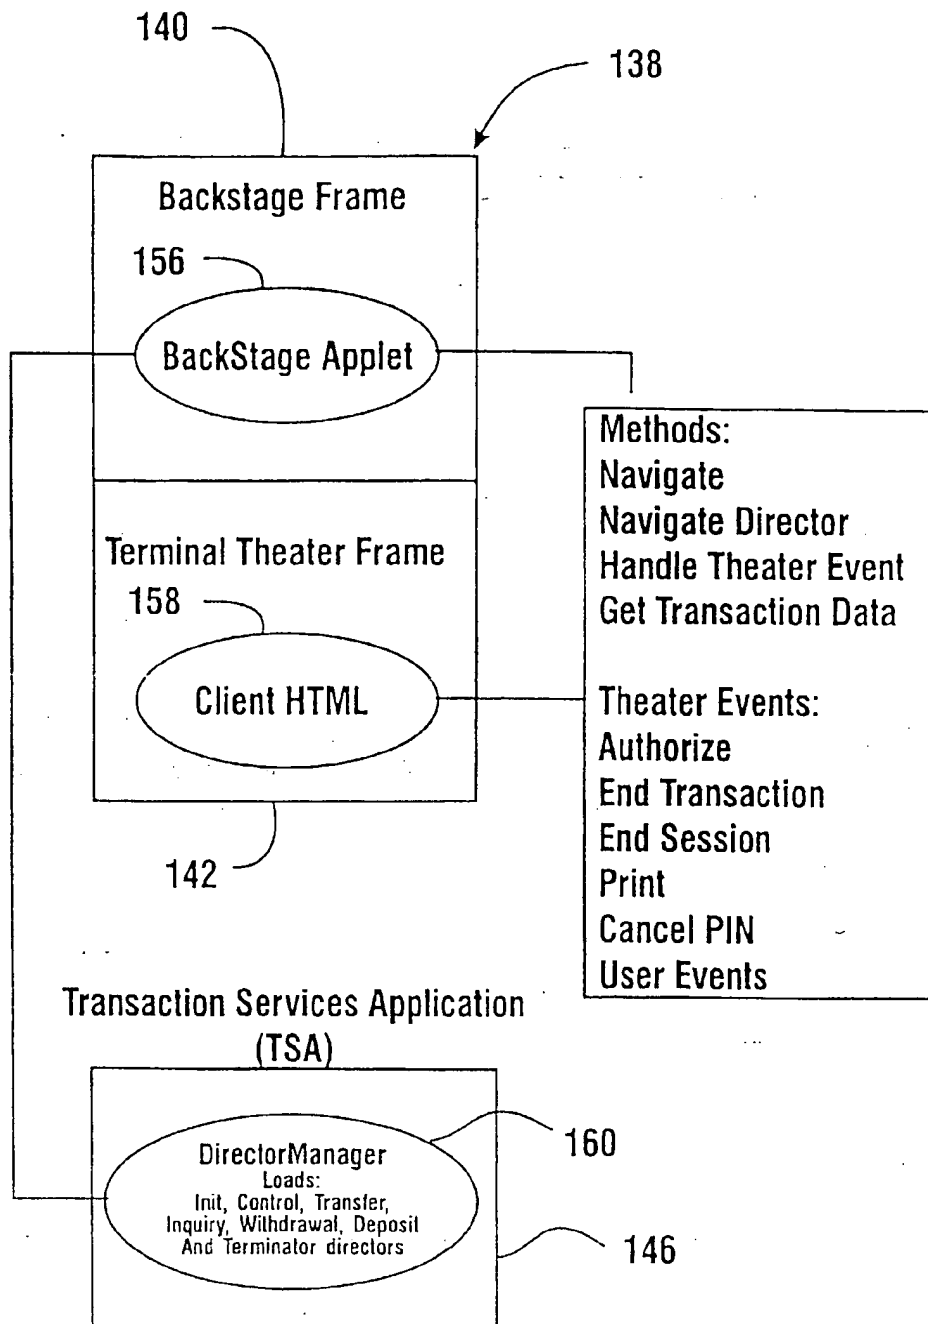 140
138
Backstage Frame
156
BackStage Applet
Methods:
Navigate
Navigate Director
Handle Theater Event
Get Transaction Data
Terminal Theater Frame
158
Client HTML
Theater Events:
Authorize
End Transaction
End Session
Print
Cancel PIN
User Events
142
Transaction Services Application
(TSA)
DirectorManager
Loads:
Init, Control, Transfer,
Inquiry, Withdrawal, Deposit
And Terminator directors
160
146